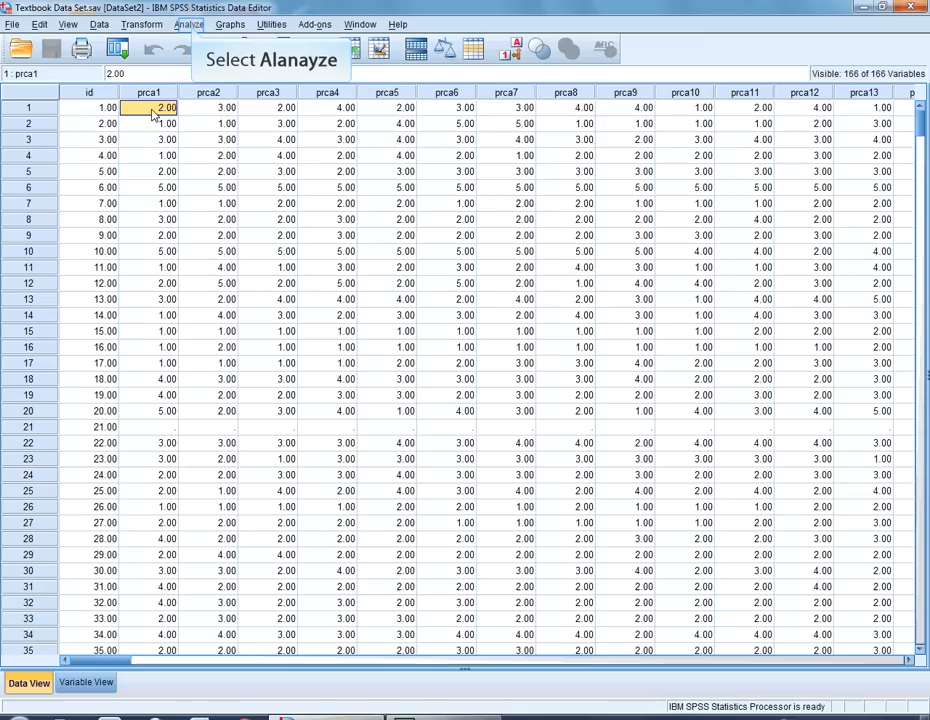 Textbook Data Set.sav [DataSet2] - IBM SPSS Statistics Data Editor
File Edit View Data Transform Analyze Graphs Utilities Add-ons Window Help
Select Alanayze
1 : prca1 2.00 Visible: 166 of 166 Variables
id prca1 prca2 prca3 prca4 prca5 prca6 prca7 prca8 prca9 prca10 prca11 prca12 prca13 p
1 1.00 2.00 3.00 2.00 4.00 2.00 3.00 3.00 4.00 3.00 1.00 2.00 4.00 1.00
2 2.00 1.00 1.00 3.00 2.00 4.00 5.00 5.00 1.00 1.00 1.00 2.00 2.00 3.00
3 3.00 3.00 3.00 4.00 3.00 4.00 3.00 4.00 3.00 2.00 4.00 3.00 4.00 3.00
4 4.00 1.00 2.00 4.00 2.00 4.00 2.00 1.00 2.00 4.00 2.00 2.00 3.00 2.00
5 5.00 2.00 2.00 3.00 2.00 3.00 3.00 3.00 3.00 3.00 2.00 2.00 2.00 2.00
6 6.00 5.00 5.00 5.00 5.00 5.00 5.00 5.00 5.00 5.00 5.00 5.00 5.00 5.00
7 7.00 1.00 1.00 2.00 2.00 2.00 1.00 2.00 2.00 1.00 1.00 1.00 2.00 2.00
8 8.00 3.00 2.00 2.00 3.00 2.00 2.00 2.00 2.00 2.00 2.00 4.00 2.00 2.00
9 9.00 2.00 2.00 3.00 2.00 2.00 2.00 2.00 2.00 3.00 3.00 2.00 2.00 3.00
10 10.00 5.00 5.00 5.00 5.00 5.00 5.00 2.00 5.00 4.00 4.00 4.00 2.00 4.00
11 11.00 1.00 4.00 1.00 3.00 2.00 3.00 2.00 4.00 3.00 1.00 1.00 3.00 4.00
12 12.00 2.00 5.00 2.00 5.00 2.00 5.00 2.00 1.00 4.00 4.00 2.00 3.00 2.00
13 13.00 3.00 2.00 4.00 4.00 4.00 2.00 4.00 2.00 3.00 2.00 4.00 4.00 5.00
14 14.00 1.00 4.00 3.00 3.00 2.00 2.00 2.00 4.00 3.00 1.00 2.00 3.00 3.00
15 15.00 1.00 1.00 1.00 1.00 1.00 1.00 1.00 1.00 1.00 1.00 2.00 2.00 2.00
16 16.00 1.00 2.00 1.00 1.00 1.00 1.00 1.00 1.00 1.00 1.00 1.00 1.00 2.00
17 17.00 1.00 1.00 1.00 1.00 2.00 2.00 3.00 3.00 4.00 1.00 2.00 3.00 3.00
18 18.00 4.00 3.00 3.00 4.00 3.00 3.00 3.00 2.00 3.00 3.00 2.00 2.00 3.00
19 19.00 4.00 2.00 2.00 3.00 3.00 3.00 2.00 3.00 3.00 2.00 3.00 2.00 3.00
20 20.00 5.00 2.00 3.00 4.00 1.00 4.00 3.00 2.00 1.00 4.00 3.00 4.00 5.00
21 21.00 . . . . . . . . . . . . .
22 22.00 3.00 3.00 3.00 3.00 4.00 3.00 4.00 4.00 2.00 4.00 4.00 4.00 3.00
23 23.00 3.00 2.00 1.00 3.00 3.00 3.00 3.00 3.00 3.00 3.00 3.00 3.00 1.00
24 24.00 2.00 2.00 3.00 3.00 4.00 3.00 3.00 2.00 2.00 3.00 2.00 2.00 3.00
25 25.00 2.00 1.00 4.00 2.00 4.00 2.00 4.00 2.00 4.00 2.00 4.00 2.00 4.00
26 26.00 1.00 1.00 1.00 1.00 2.00 2.00 1.00 2.00 1.00 1.00 1.00 2.00 3.00
27 27.00 2.00 2.00 2.00 2.00 2.00 1.00 1.00 1.00 1.00 2.00 2.00 2.00 3.00
28 28.00 4.00 2.00 2.00 2.00 2.00 2.00 2.00 2.00 3.00 3.00 2.00 2.00 3.00
29 29.00 2.00 4.00 4.00 2.00 2.00 2.00 2.00 2.00 2.00 2.00 2.00 2.00 2.00
30 30.00 3.00 3.00 2.00 4.00 2.00 3.00 3.00 3.00 4.00 2.00 3.00 2.00 4.00
31 31.00 4.00 2.00 2.00 2.00 2.00 2.00 2.00 2.00 2.00 2.00 2.00 4.00 2.00
32 32.00 4.00 3.00 2.00 3.00 2.00 2.00 2.00 2.00 2.00 2.00 2.00 2.00 2.00
33 33.00 2.00 3.00 2.00 3.00 2.00 3.00 2.00 2.00 2.00 2.00 2.00 2.00 3.00
34 34.00 4.00 4.00 3.00 3.00 3.00 4.00 4.00 4.00 3.00 4.00 2.00 2.00 3.00
35 35.00 2.00 2.00 2.00 2.00 2.00 3.00 2.00 2.00 2.00 2.00 2.00 2.00 3.00
Data View Variable View
IBM SPSS Statistics Processor is ready